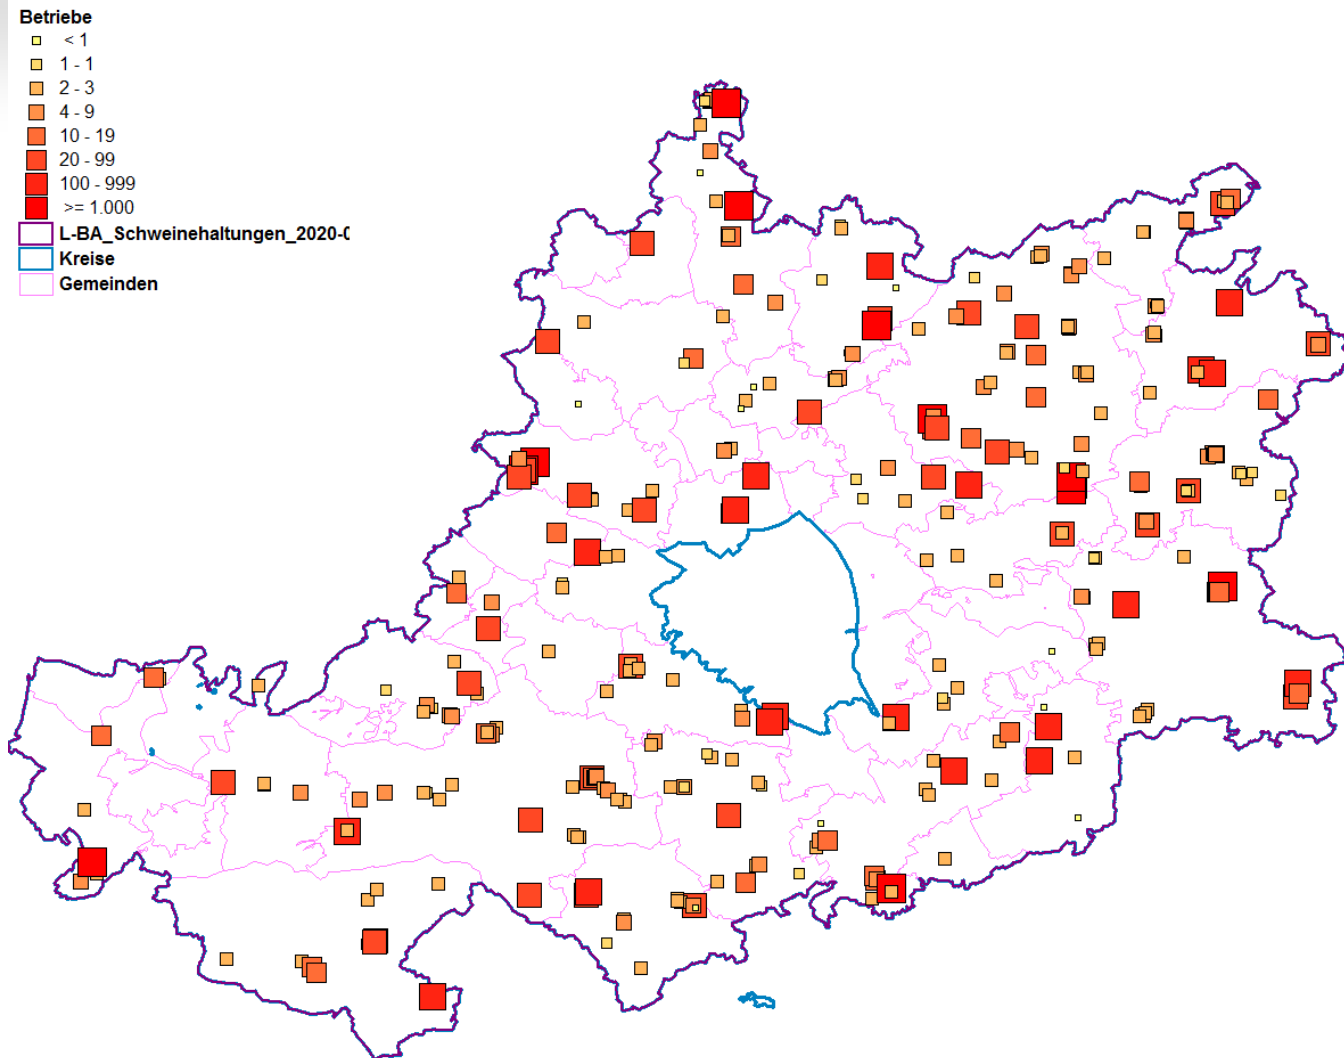 Betriebe
< 1
1 - 1
2 - 3
4 - 9
10 - 19
20 - 99
100 - 999
>= 1.000
L-BA_Schweinehaltungen_2020-0
Kreise
Gemeinden